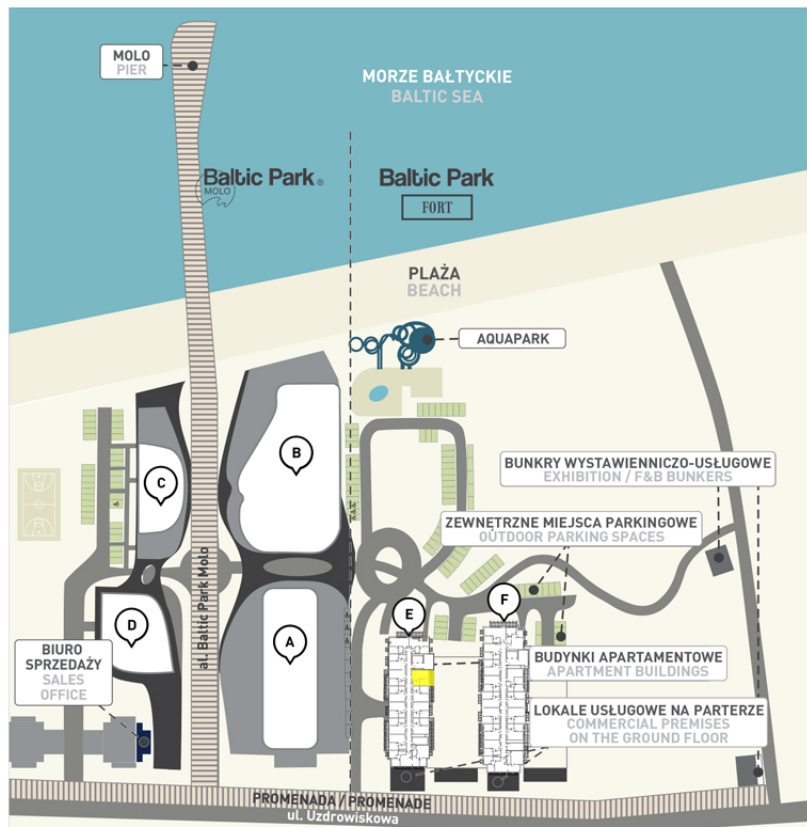 MOLO
PIER
MORZE BAŁTYCKIE
BALTIC SEA
Baltic Park®
MOLO
Baltic Park
FORT
PLAŻA
BEACH
AQUAPARK
B
C
BUNKRY WYSTAWIENNICZO-USŁUGOWE
EXHIBITION / F&B BUNKERS
ZEWNĘTRZNE MIEJSCA PARKINGOWE
OUTDOOR PARKING SPACES
al. Baltic Park Molo
E
F
D
A
BIURO
SPRZEDAŻY
SALES
OFFICE
BUDYNKI APARTAMENTOWE
APARTMENT BUILDINGS
LOKALE USŁUGOWE NA PARTERZE
COMMERCIAL PREMISES
ON THE GROUND FLOOR
PROMENADA / PROMENADE
ul. Uzdrowiskowa